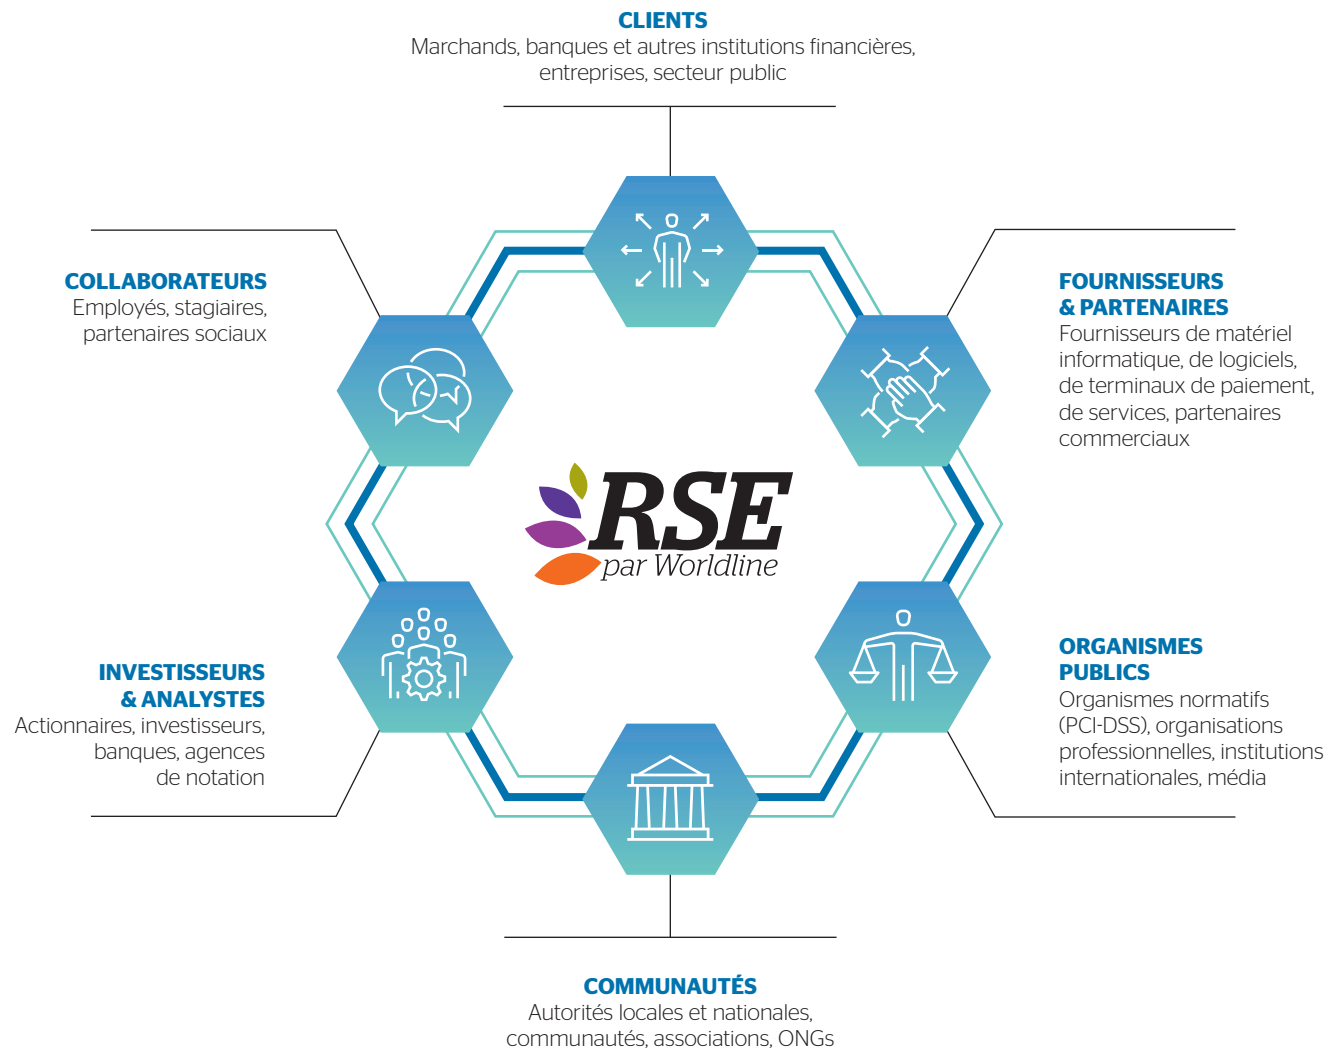 CLIENTS
Marchands, banques et autres institutions financières,
entreprises, secteur public
COLLABORATEURS
Employés, stagiaires,
partenaires sociaux
FOURNISSEURS
& PARTENAIRES
Fournisseurs de matériel
informatique, de logiciels,
de terminaux de paiement,
de services, partenaires
commerciaux
RSE
par Worldline
INVESTISSEURS
& ANALYSTES
Actionnaires, investisseurs,
banques, agences
de notation
ORGANISMES
PUBLICS
Organismes normatifs
(PCI-DSS), organisations
professionnelles, institutions
internationales, média
COMMUNAUTÉS
Autorités locales et nationales,
communautés, associations, ONGs